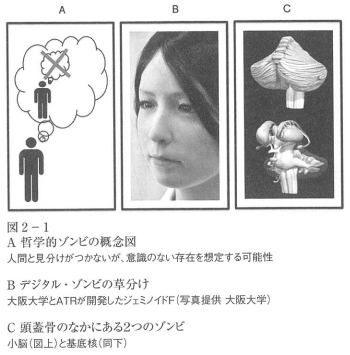 A
B
C
図2－1
A 哲学的ゾンビの概念図
人間と見分けがつかないが、意識のない存在を想定する可能性
B デジタル・ゾンビの草分け
大阪大学とATRが開発したジェミノイドF（写真提供 大阪大学）
C 頭蓋骨のなかにある2つのゾンビ
小脳（図上）と基底核（同下）